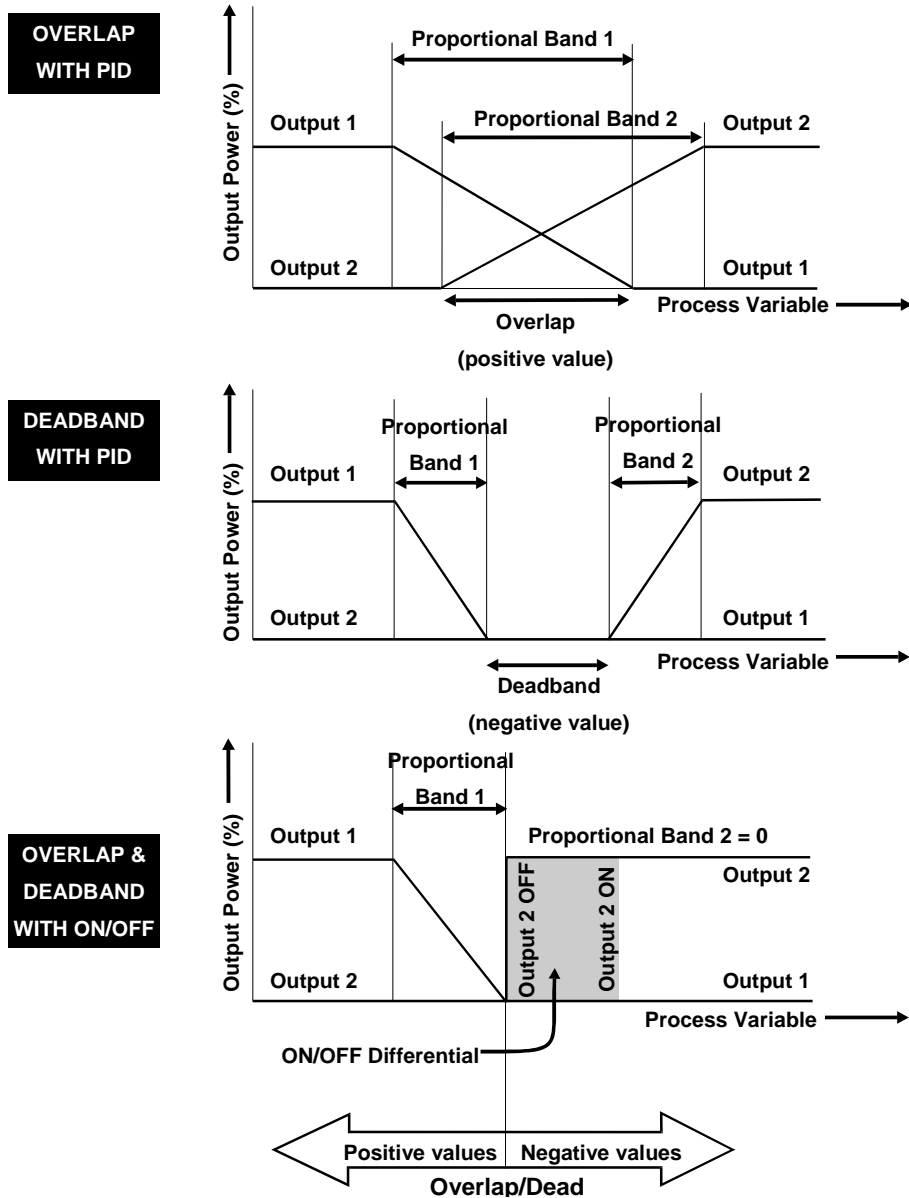 OVERLAP
WITH PID
Output Power (%)
Proportional Band 1
Output 1
Proportional Band 2
Output 2
Output 2
Output 1
Process Variable
Overlap
(positive value)
DEADBAND
WITH PID
Output Power (%)
Proportional
Band 1
Proportional
Band 2
Output 1
Output 2
Output 2
Output 1
Process Variable
Deadband
(negative value)
OVERLAP &
DEADBAND
WITH ON/OFF
Output Power (%)
Proportional
Band 1
Output 1
Proportional Band 2 = 0
Output 2 OFF
Output 2 ON
Output 2
Output 2
Output 1
Process Variable
ON/OFF Differential
Positive values
Negative values
Overlap/Dead